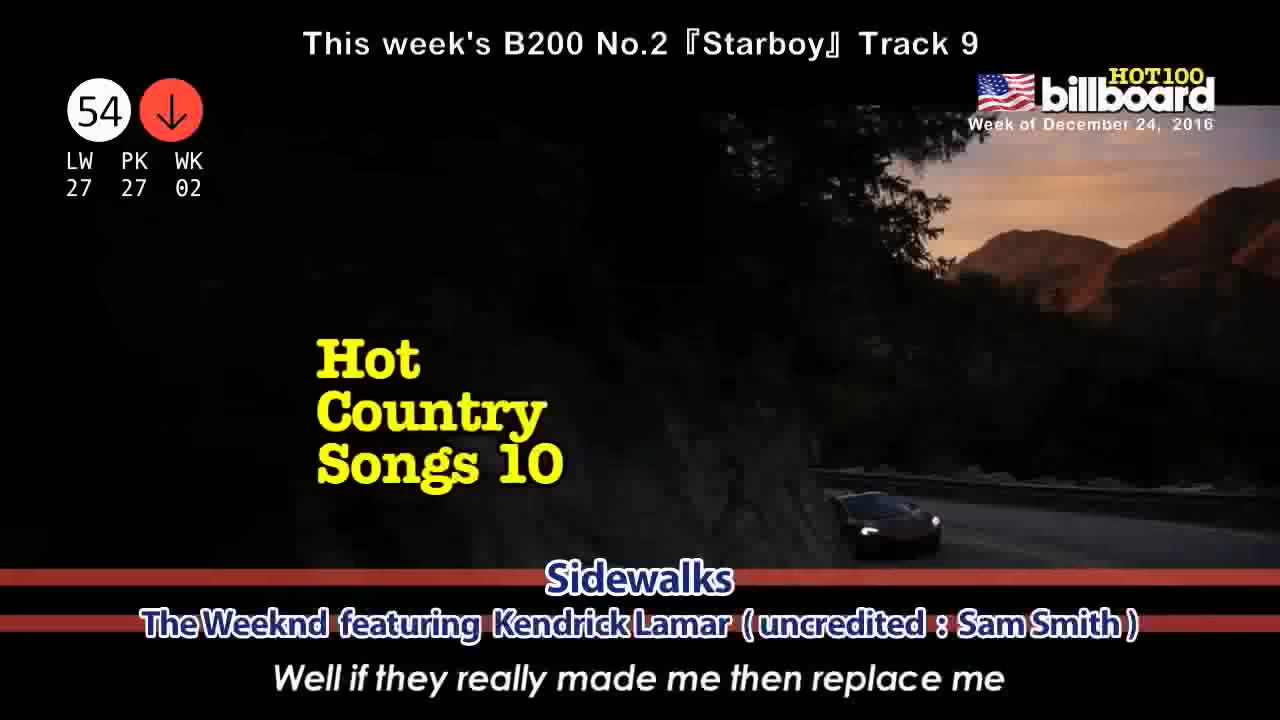 This week's B200 No.2『Starboy』Track 9
54 ↓
LW PK WK
27 27 02
HOT100
billboard
Week of December 24, 2016
Hot
Country
Songs 10
Sidewalks
The Weeknd featuring Kendrick Lamar ( uncredited : Sam Smith )
Well if they really made me then replace me